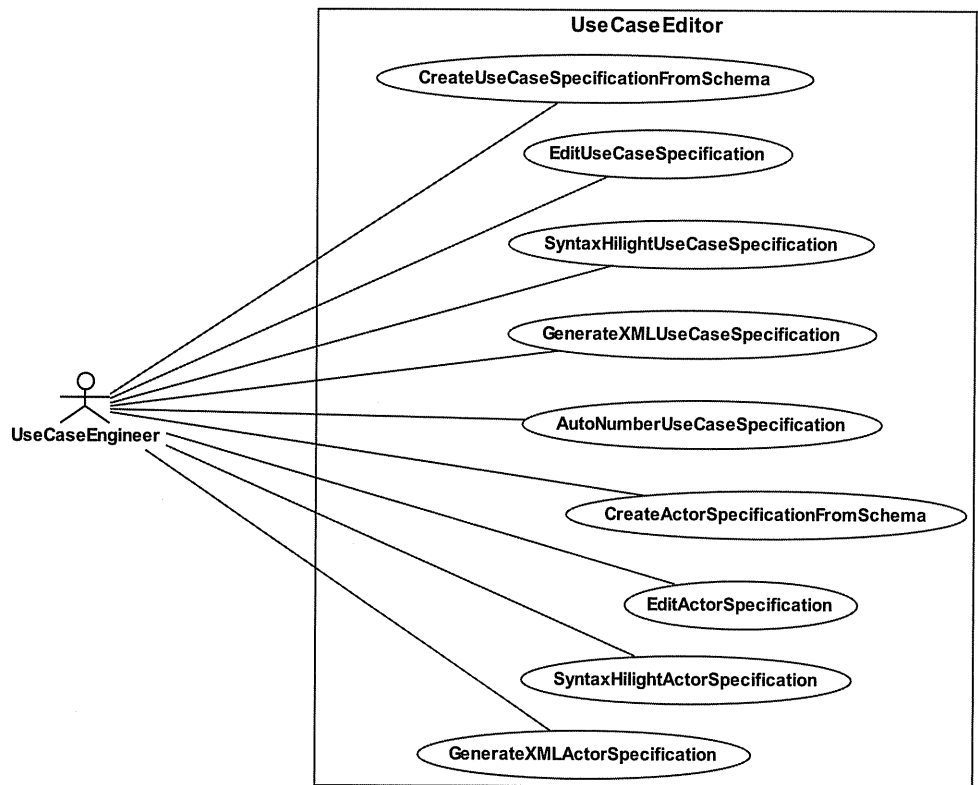 UseCaseEditor
CreateUseCaseSpecificationFromSchema
EditUseCaseSpecification
SyntaxHilightUseCaseSpecification
GenerateXMLUseCaseSpecification
UseCaseEngineer
AutoNumberUseCaseSpecification
CreateActorSpecificationFromSchema
EditActorSpecification
SyntaxHilightActorSpecification
GenerateXMLActorSpecification